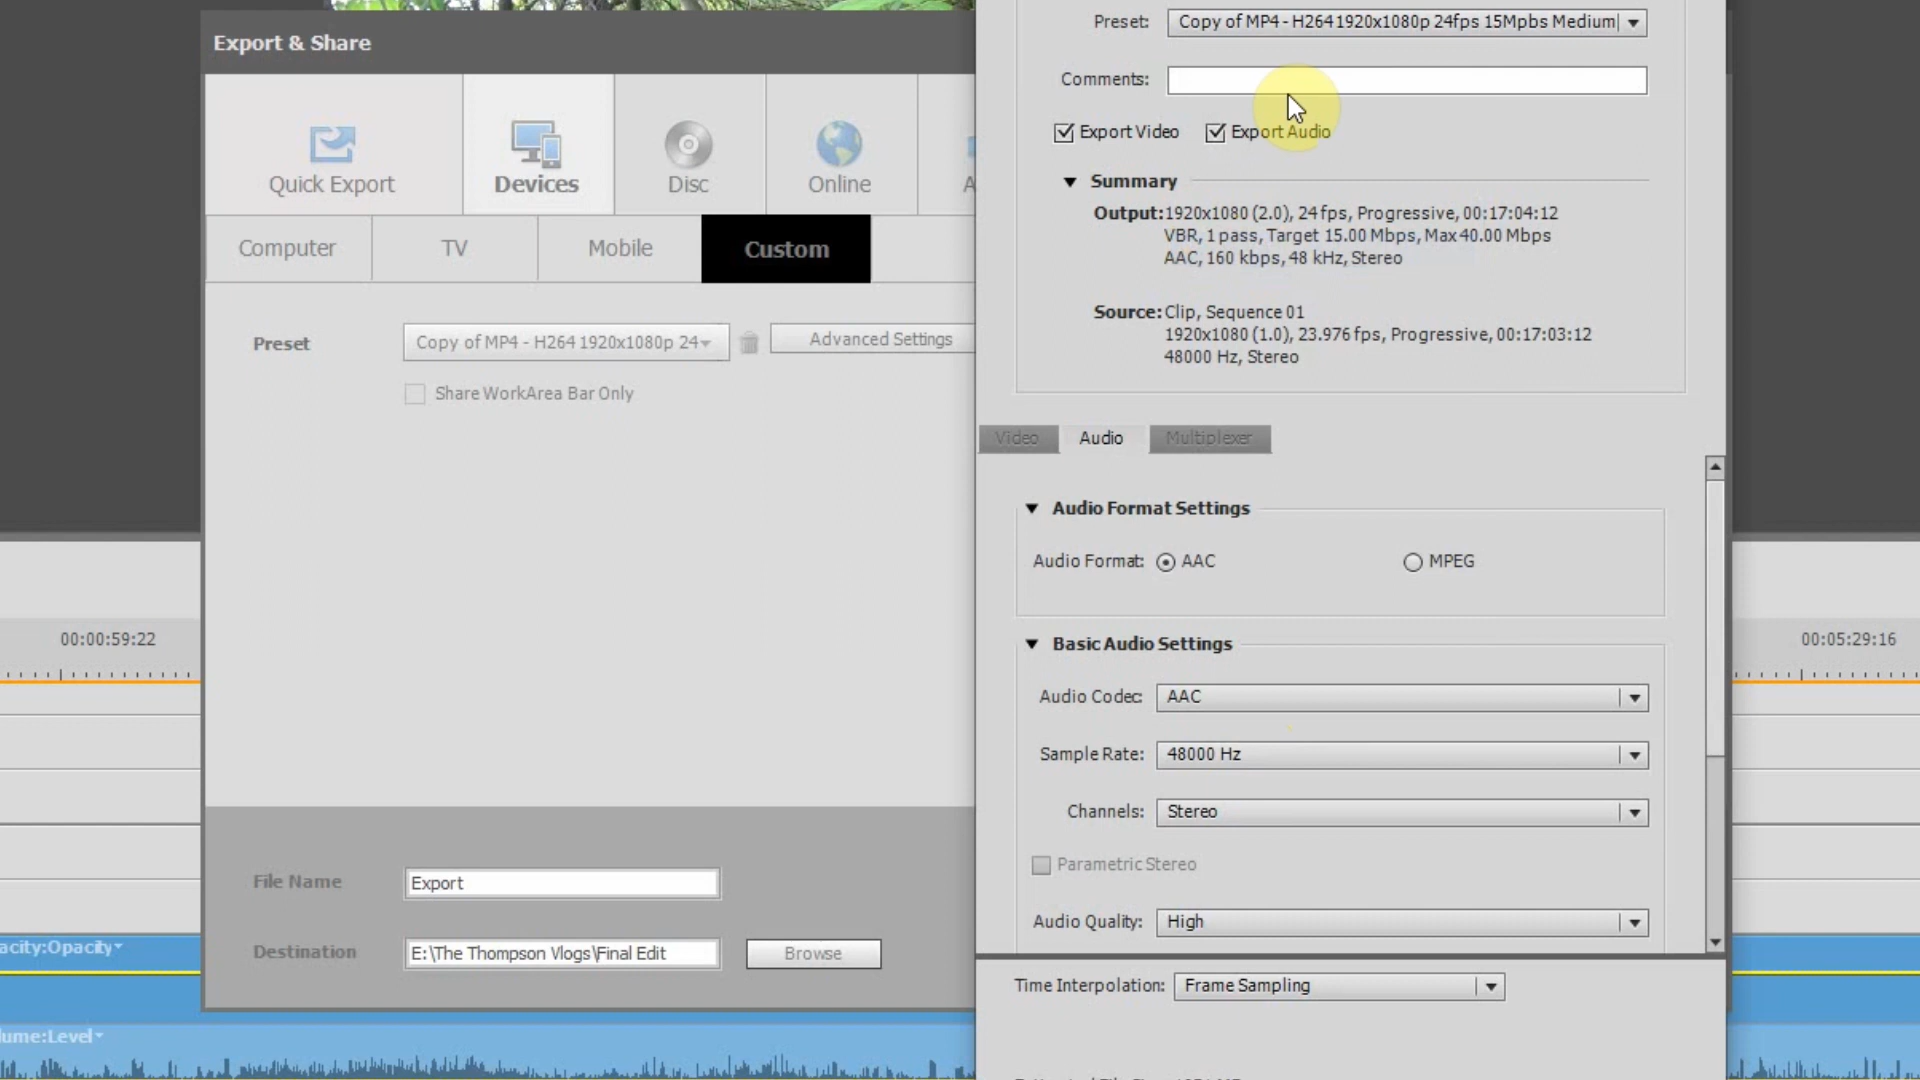 Export & Share
Quick Export
Devices
Disc
Online
A
Computer
TV
Mobile
Custom
Preset
Copy of MP4 - H264 1920x1080p 24
Advanced Settings
Share WorkArea Bar Only
File Name
Export
Destination
E:\The Thompson Vlogs\Final Edit
Browse
Preset:
Copy of MP4 - H264 1920x1080p 24fps 15Mpbs Medium
Comments:
Export Video
Export Audio
Summary
Output: 1920x1080 (2.0), 24 fps, Progressive, 00:17:04:12
VBR, 1 pass, Target 15.00 Mbps, Max 40.00 Mbps
AAC, 160 kbps, 48 kHz, Stereo
Source: Clip, Sequence 01
1920x1080 (1.0), 23.976 fps, Progressive, 00:17:03:12
48000 Hz, Stereo
Video
Audio
Multiplexer
Audio Format Settings
Audio Format:
AAC
MPEG
Basic Audio Settings
Audio Codec:
AAC
Sample Rate:
48000 Hz
Channels:
Stereo
Parametric Stereo
Audio Quality:
High
Time Interpolation:
Frame Sampling
00:00:59:22
00:05:29:16
acity:Opacity
ume:Level